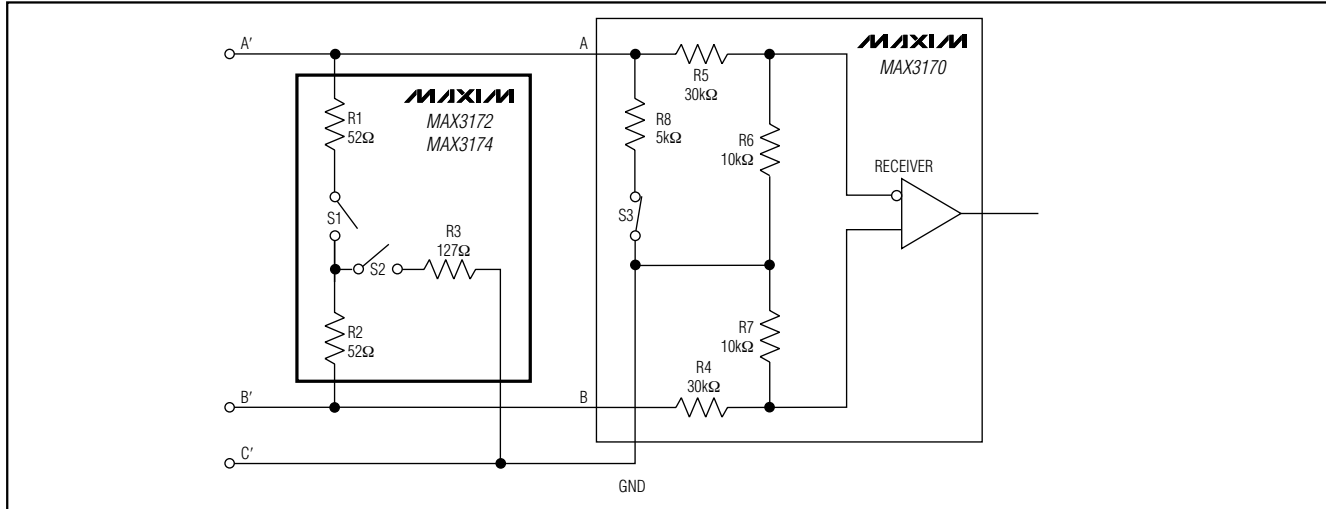 A'
A
MAXIM
MAX3170
R5
30kΩ
MAXIM
MAX3172
MAX3174
R1
52Ω
R8
5kΩ
R6
10kΩ
RECEIVER
S1
S3
R3
127Ω
S2
R2
52Ω
R7
10kΩ
R4
30kΩ
B'
B
C'
GND